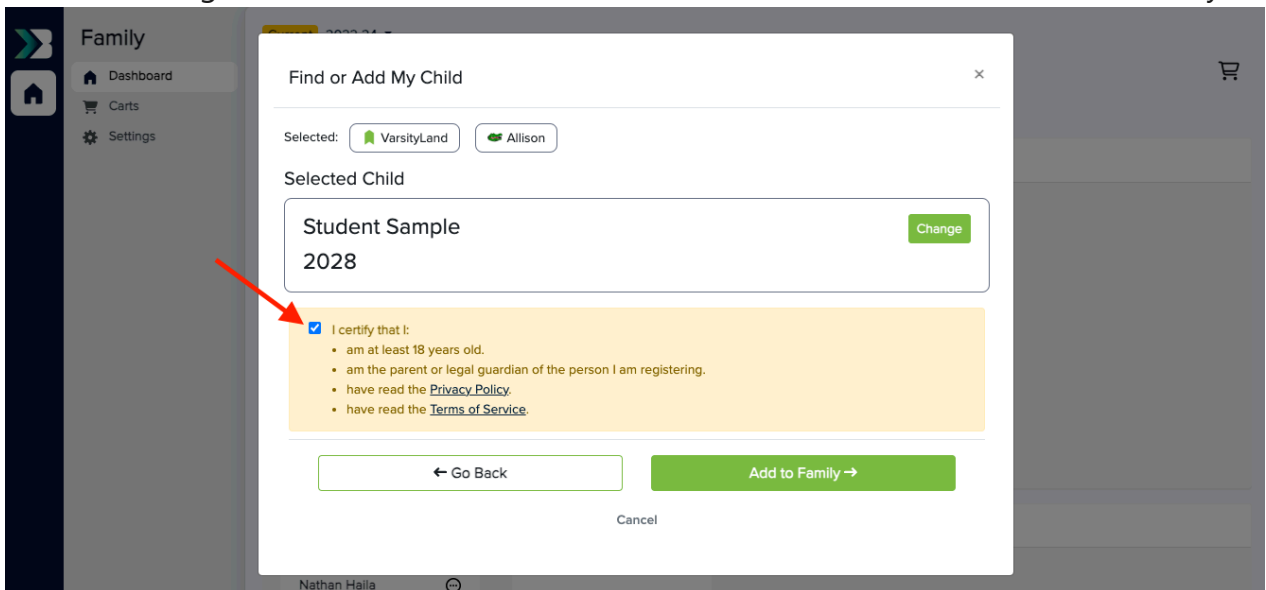 Family
Dashboard
Carts
Settings
Find or Add My Child
×
Selected: VarsityLand Allison
Selected Child
Student Sample
2028
Change
I certify that I:
• am at least 18 years old.
• am the parent or legal guardian of the person I am registering.
• have read the Privacy Policy.
• have read the Terms of Service.
← Go Back
Add to Family →
Cancel
Nathan Haila